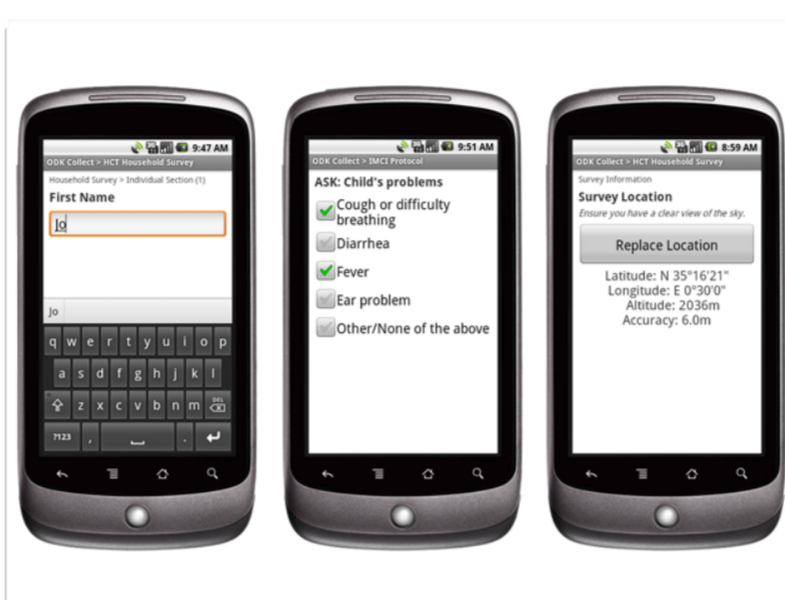 9:47 AM
ODK Collect > HCT Household Survey
Household Survey > Individual Section (1)
First Name
Jo
Jo
q w e r t y u i o p
a s d f g h j k l
z x c v b n m DEL
?123 , .
9:51 AM
ODK Collect > IMCI Protocol
ASK: Child's problems
Cough or difficulty
breathing
Diarrhea
Fever
Ear problem
Other/None of the above
8:59 AM
ODK Collect > HCT Household Survey
Survey Information
Survey Location
Ensure you have a clear view of the sky.
Replace Location
Latitude: N 35°16'21"
Longitude: E 0°30'0"
Altitude: 2036m
Accuracy: 6.0m